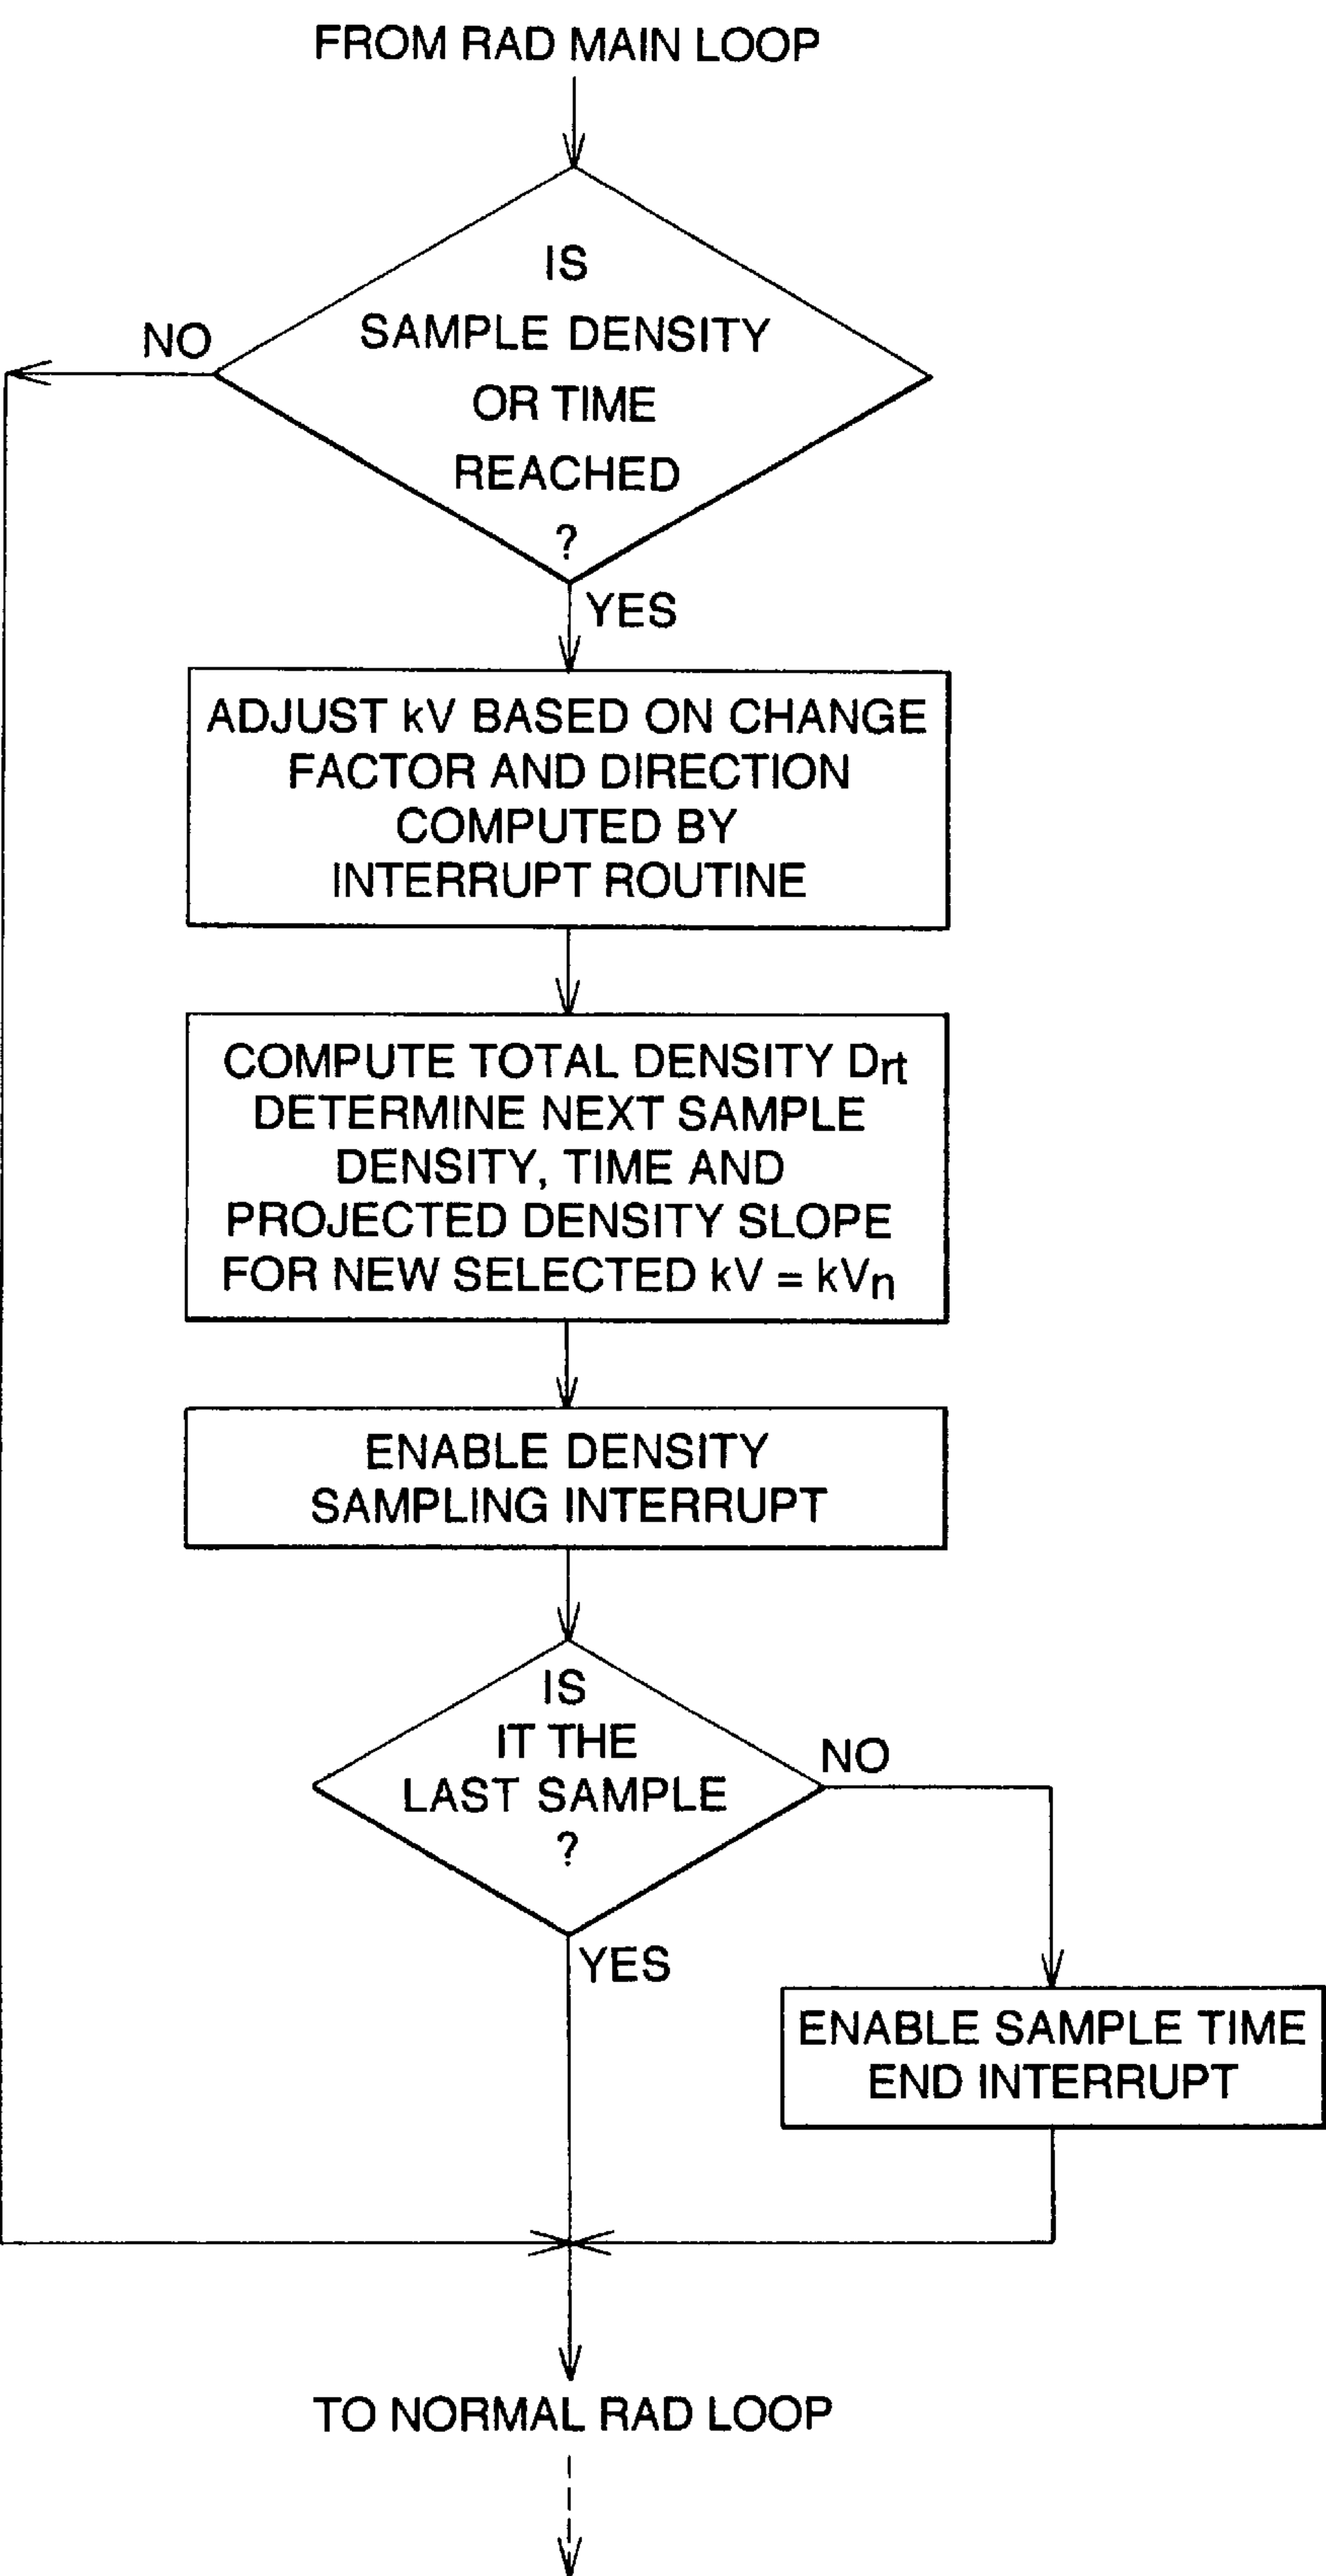 FROM RAD MAIN LOOP
IS
SAMPLE DENSITY
OR TIME
REACHED
?
NO
YES
ADJUST kV BASED ON CHANGE
FACTOR AND DIRECTION
COMPUTED BY
INTERRUPT ROUTINE
COMPUTE TOTAL DENSITY Drt
DETERMINE NEXT SAMPLE
DENSITY, TIME AND
PROJECTED DENSITY SLOPE
FOR NEW SELECTED kV = kVn
ENABLE DENSITY
SAMPLING INTERRUPT
IS
IT THE
LAST SAMPLE
?
NO
YES
ENABLE SAMPLE TIME
END INTERRUPT
TO NORMAL RAD LOOP